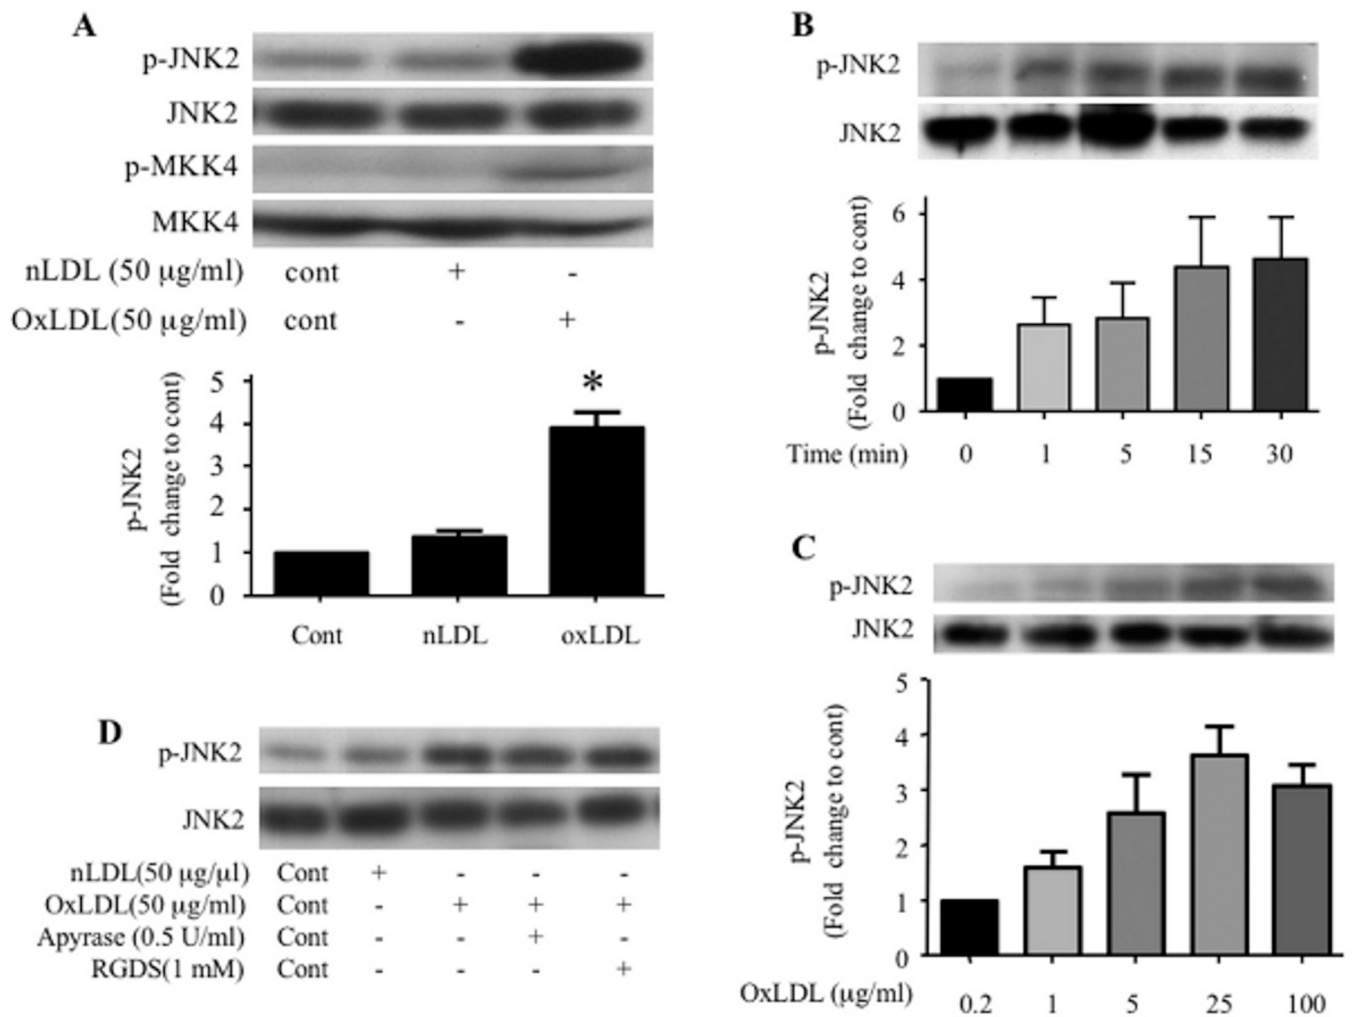 A
p-JNK2
JNK2
p-MKK4
MKK4
nLDL (50 μg/ml) cont + -
OxLDL(50 μg/ml) cont - +
p-JNK2
(Fold change to cont)
5
4
3
2
1
0
*
Cont nLDL oxLDL
B
p-JNK2
JNK2
p-JNK2
(Fold change to cont)
6
4
2
0
Time (min) 0 1 5 15 30
C
p-JNK2
JNK2
p-JNK2
(Fold change to cont)
5
4
3
2
1
0
OxLDL (μg/ml) 0.2 1 5 25 100
D
p-JNK2
JNK2
nLDL(50 μg/μl) Cont + - - -
OxLDL(50 μg/ml) Cont - + + +
Apyrase (0.5 U/ml) Cont - - + -
RGDS(1 mM) Cont - - - +